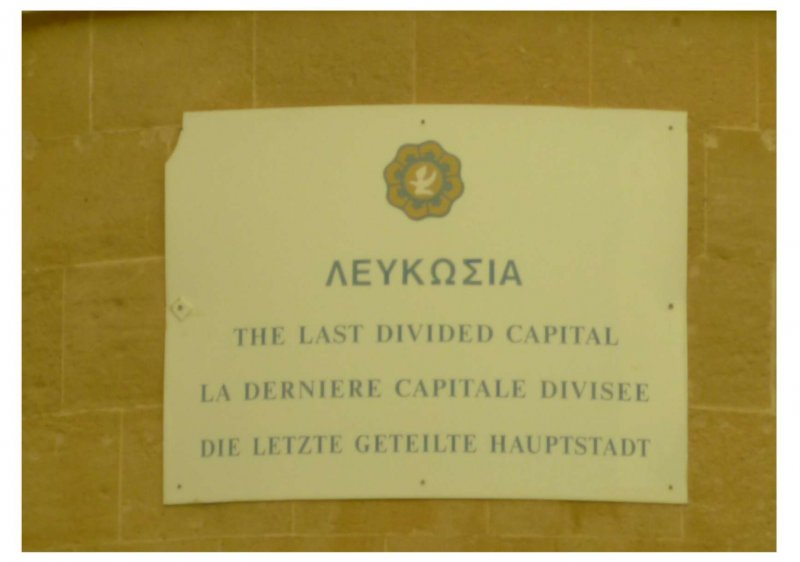 ΛΕΥΚΩΣΙΑ
THE LAST DIVIDED CAPITAL
LA DERNIERE CAPITALE DIVISEE
DIE LETZTE GETEILTE HAUPTSTADT